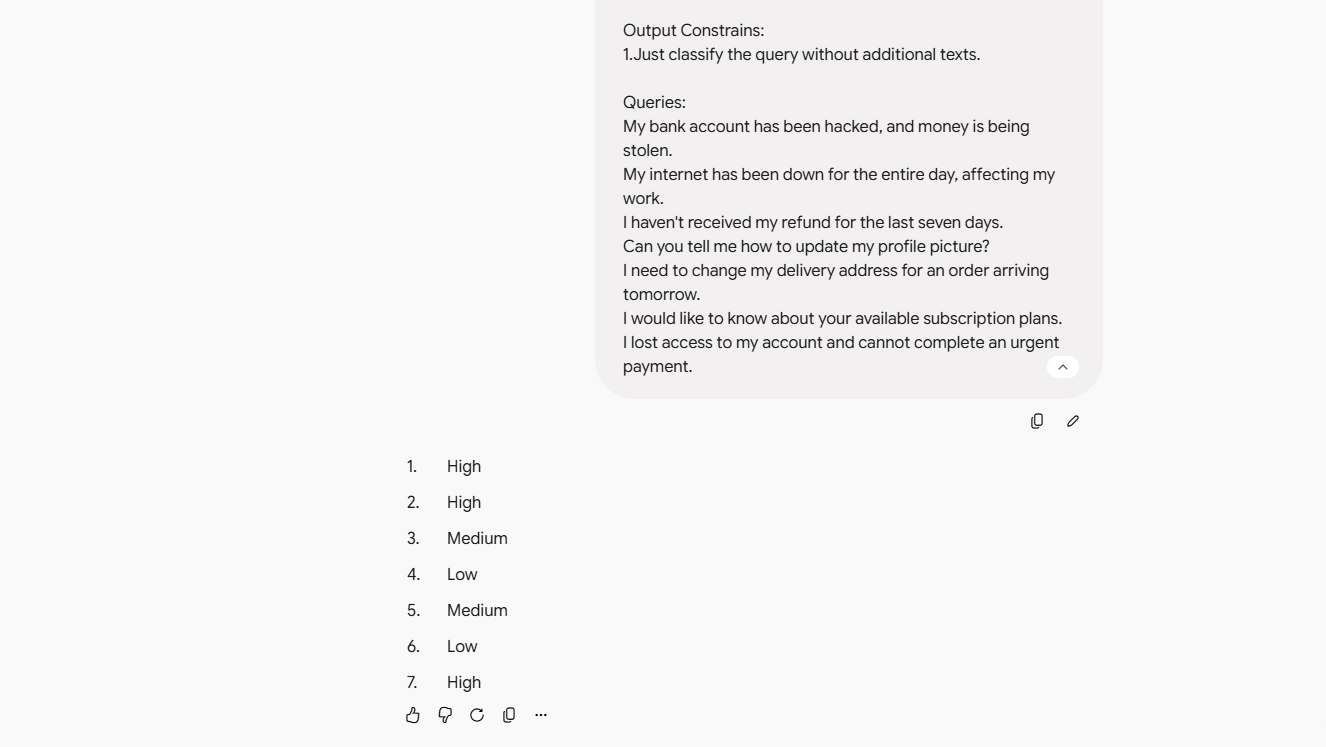 Output Constrains:
1.Just classify the query without additional texts.
Queries:
My bank account has been hacked, and money is being
stolen.
My internet has been down for the entire day, affecting my
work.
I haven't received my refund for the last seven days.
Can you tell me how to update my profile picture?
I need to change my delivery address for an order arriving
tomorrow.
I would like to know about your available subscription plans.
I lost access to my account and cannot complete an urgent
payment.
1. High
2. High
3. Medium
4. Low
5. Medium
6. Low
7. High